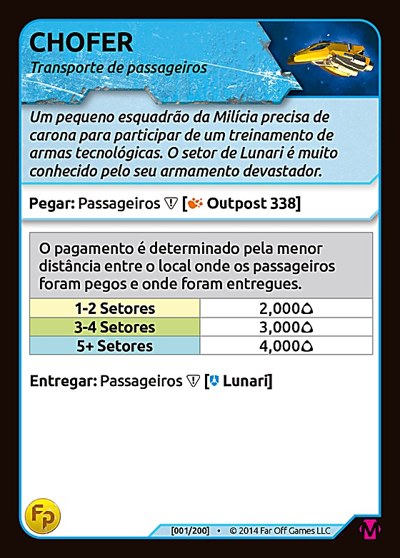 CHOFER
Transporte de passageiros
Um pequeno esquadrão da Milícia precisa de
carona para participar de um treinamento de
armas tecnológicas. O setor de Lunari é muito
conhecido pelo seu armamento devastador.
Pegar: Passageiros [Outpost 338]
O pagamento é determinado pela menor
distância entre o local onde os passageiros
foram pegos e onde foram entregues.
1-2 Setores 2,000
3-4 Setores 3,000
5+ Setores 4,000
Entregar: Passageiros [Lunari]
FP
[001/200] • © 2014 Far Off Games LLC